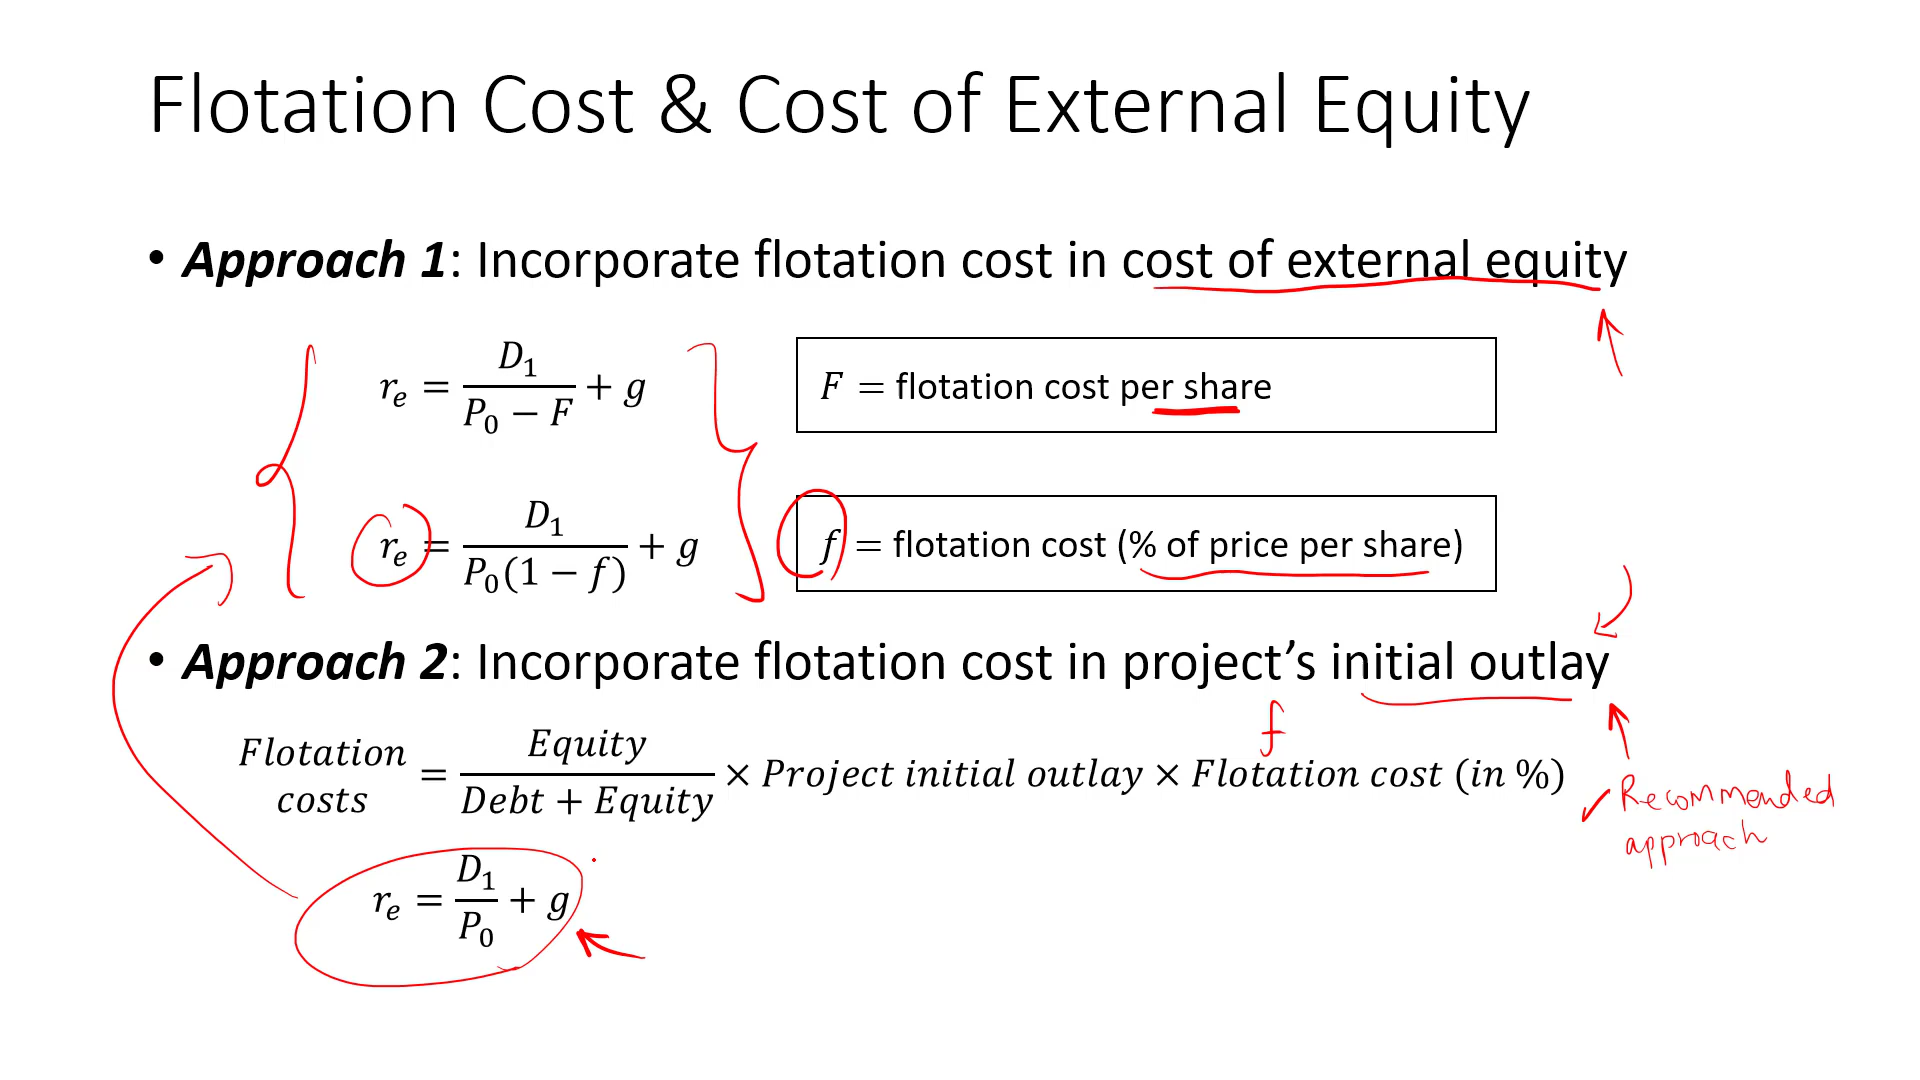 Flotation Cost & Cost of External Equity
• Approach 1: Incorporate flotation cost in cost of external equity
r_e = D_1 / (P_0 − F) + g
F = flotation cost per share
r_e = D_1 / (P_0(1 − f)) + g
f = flotation cost (% of price per share)
• Approach 2: Incorporate flotation cost in project’s initial outlay
f
Flotation costs = Equity / (Debt + Equity) × Project initial outlay × Flotation cost (in %)
✓ Recommended
approach
r_e = D_1 / P_0 + g